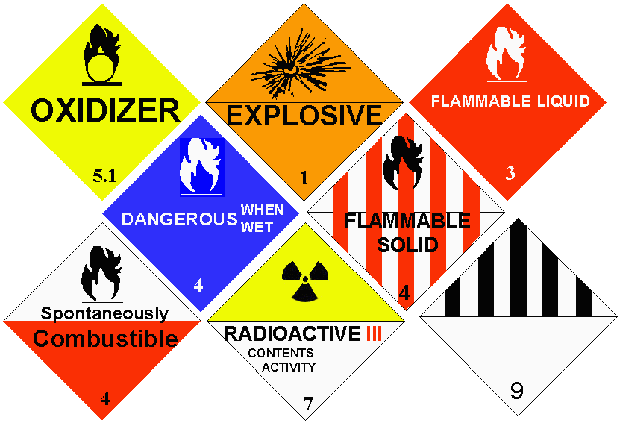 OXIDIZER
5.1
EXPLOSIVE
1
FLAMMABLE LIQUID
3
DANGEROUS WHEN
WET
4
FLAMMABLE
SOLID
4
Spontaneously
Combustible
4
RADIOACTIVE III
CONTENTS
ACTIVITY
7
9